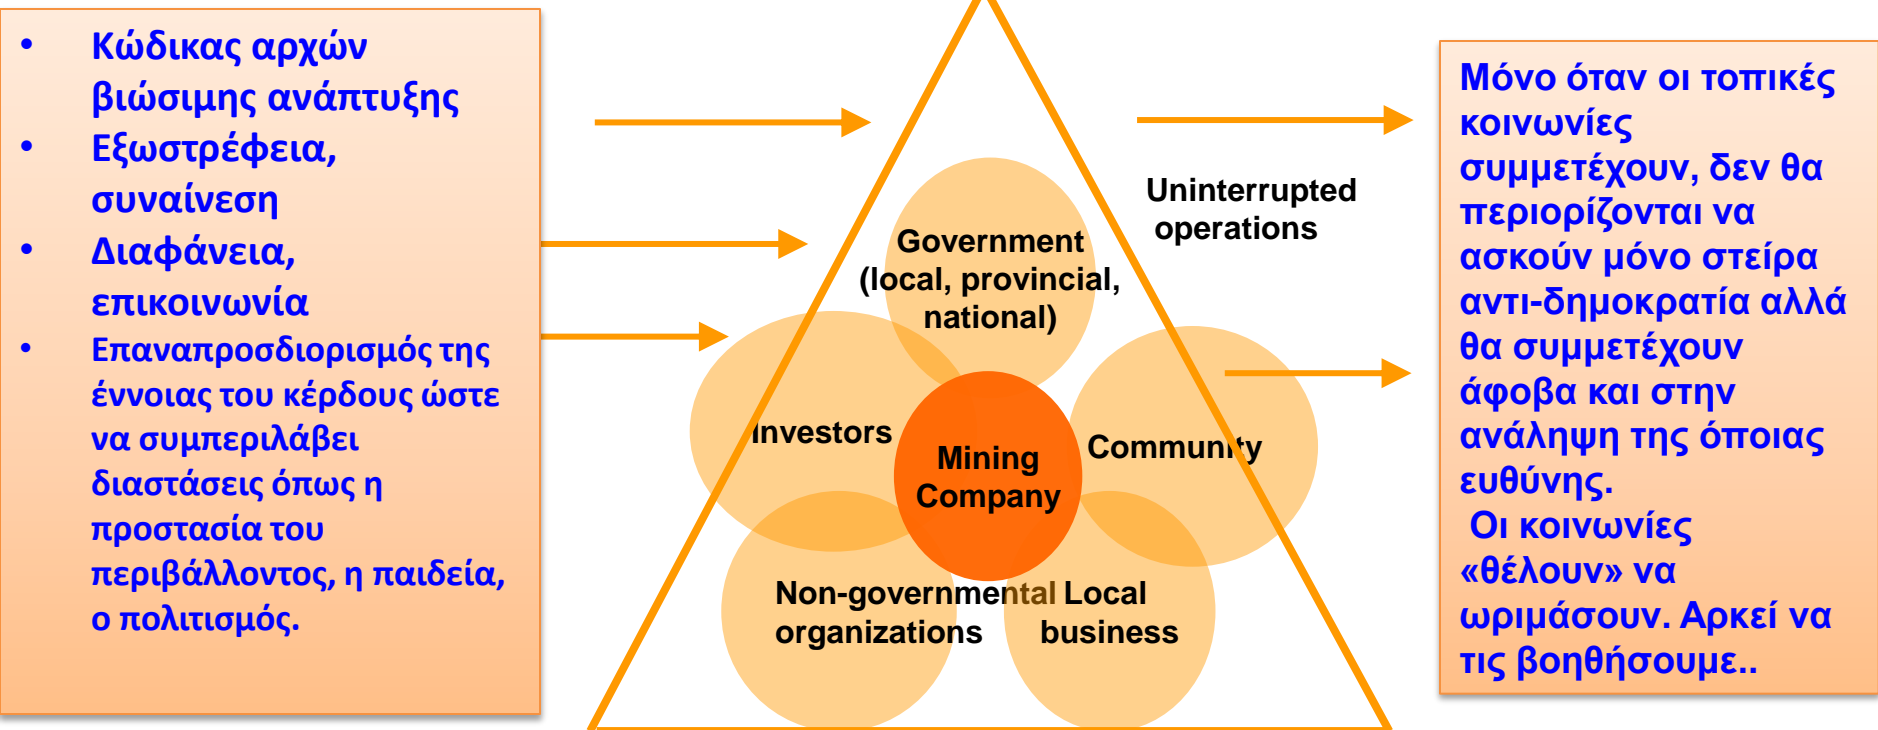 • Κώδικας αρχών
βιώσιμης ανάπτυξης
• Εξωστρέφεια,
συναίνεση
• Διαφάνεια,
επικοινωνία
• Επαναπροσδιορισμός της
έννοιας του κέρδους ώστε
να συμπεριλάβει
διαστάσεις όπως η
προστασία του
περιβάλλοντος, η παιδεία,
ο πολιτισμός.
Government
(local, provincial,
national)
Investors
Mining
Company
Community
Non-governmental
organizations
Local
business
Uninterrupted
operations
Μόνο όταν οι τοπικές
κοινωνίες
συμμετέχουν, δεν θα
περιορίζονται να
ασκούν μόνο στείρα
αντι-δημοκρατία αλλά
θα συμμετέχουν
άφοβα και στην
ανάληψη της όποιας
ευθύνης.
Οι κοινωνίες
«θέλουν» να
ωριμάσουν. Αρκεί να
τις βοηθήσουμε..